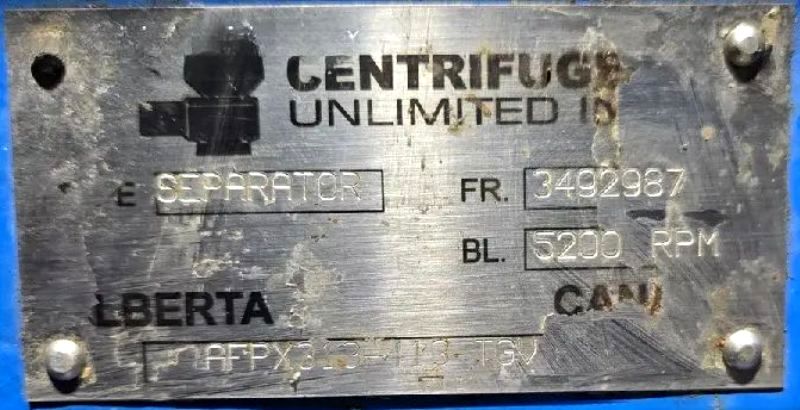 CENTRIFUGE
UNLIMITED
E SEPARATOR FR. 3492987
BL. 5200 RPM
LBERTA CAN